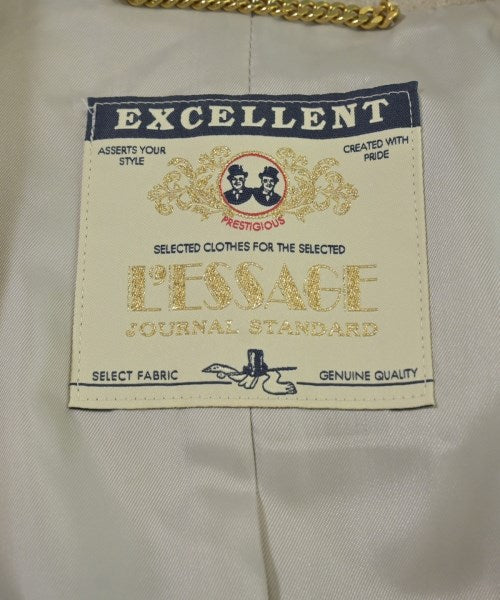 EXCELLENT
ASSERTS YOUR
STYLE
CREATED WITH
PRIDE
PRESTIGIOUS
SELECTED CLOTHES FOR THE SELECTED
L'ESSAGE
JOURNAL STANDARD
SELECT FABRIC
GENUINE QUALITY